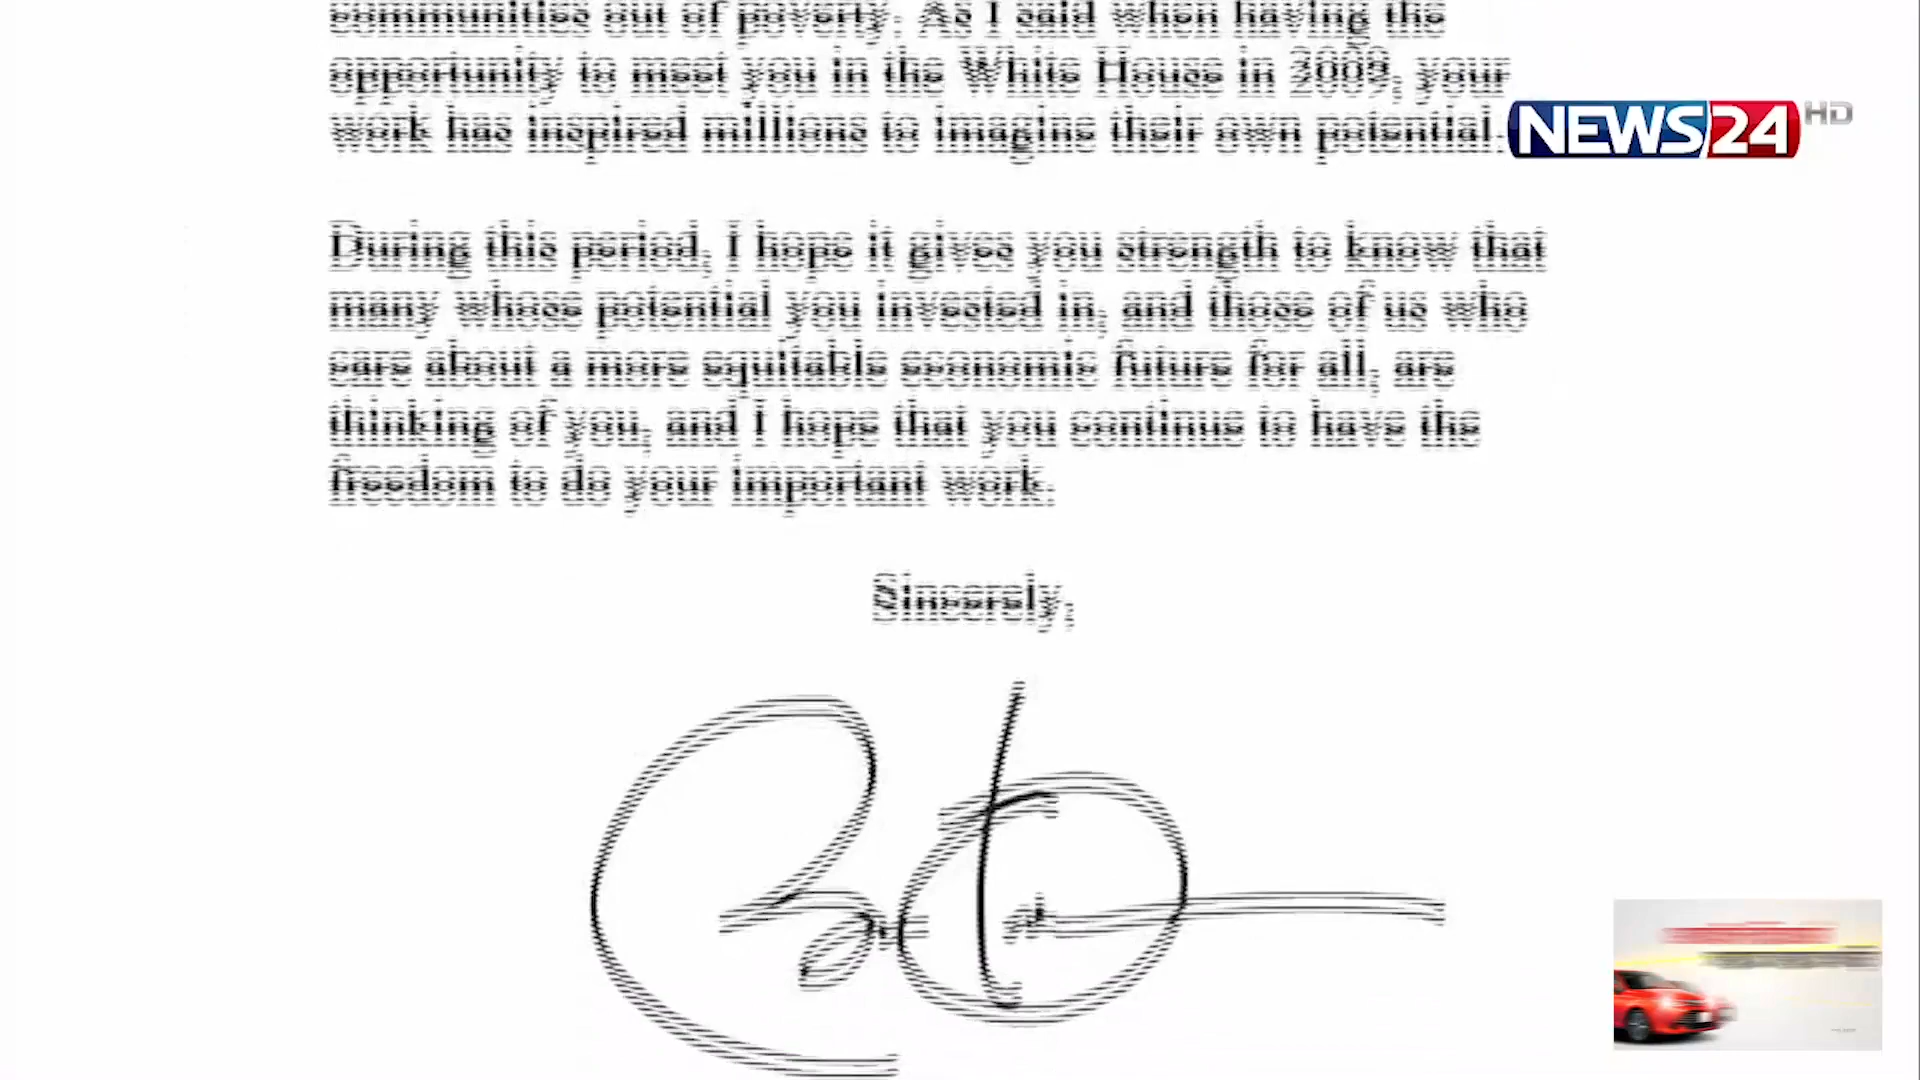 communities out of poverty. As I said when having the
opportunity to meet you in the White House in 2009, your
work has inspired millions to imagine their own potential.
NEWS24 HD
During this period, I hope it gives you strength to know that
many whose potential you invested in, and those of us who
care about a more equitable economic future for all, are
thinking of you, and I hope that you continue to have the
freedom to do your important work.
Sincerely,